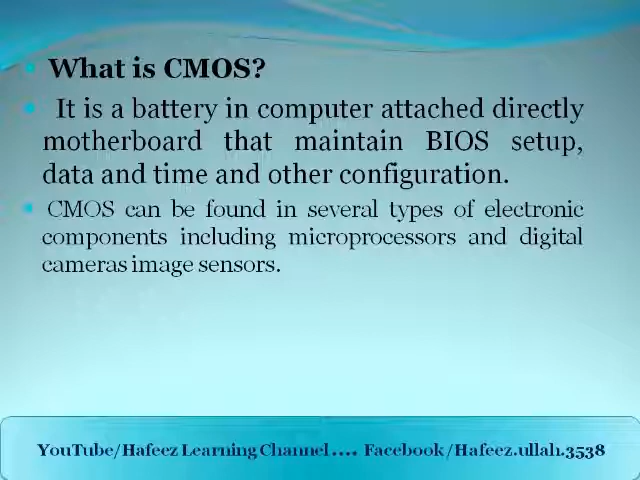 What is CMOS?
It is a battery in computer attached directly
motherboard that maintain BIOS setup,
data and time and other configuration.
CMOS can be found in several types of electronic
components including microprocessors and digital
cameras image sensors.
YouTube/Hafeez Learning Channel .... Facebook/Hafeez.ullah.3538